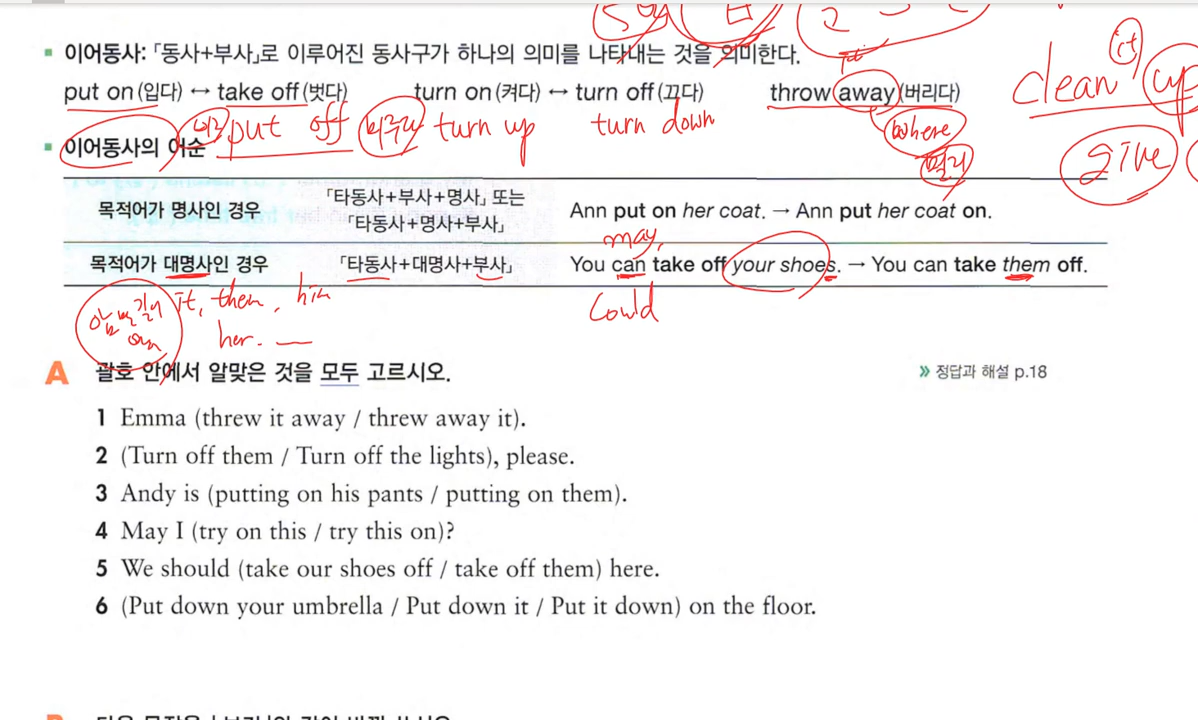 ▪ 이어동사: 「동사+부사」로 이루어진 동사구가 하나의 의미를 나타내는 것을 의미한다.
clean it up
put on (입다) ↔ take off (벗다) turn on (켜다) ↔ turn off (끄다) throw away (버리다)
put off turn up turn down where give
멀리
▪ 이어동사의 어순
목적어가 명사인 경우 「타동사+부사+명사」 또는 「타동사+명사+부사」 Ann put on her coat. → Ann put her coat on.
may,
목적어가 대명사인 경우 「타동사+대명사+부사」 You can take off your shoes. → You can take them off.
it, them, him could
her.
A 괄호 안에서 알맞은 것을 모두 고르시오. » 정답과 해설 p.18
1 Emma (threw it away / threw away it).
2 (Turn off them / Turn off the lights), please.
3 Andy is (putting on his pants / putting on them).
4 May I (try on this / try this on)?
5 We should (take our shoes off / take off them) here.
6 (Put down your umbrella / Put down it / Put it down) on the floor.